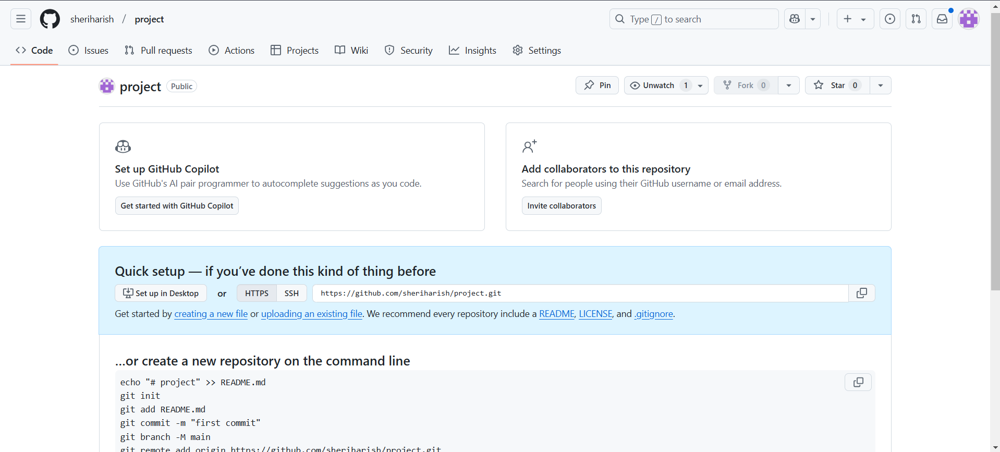 sheriharish / project
Type / to search
Code Issues Pull requests Actions Projects Wiki Security Insights Settings
project Public
Pin Unwatch 1 Fork 0 Star 0
Set up GitHub Copilot
Use GitHub's AI pair programmer to autocomplete suggestions as you code.
Get started with GitHub Copilot
Add collaborators to this repository
Search for people using their GitHub username or email address.
Invite collaborators
Quick setup — if you’ve done this kind of thing before
Set up in Desktop or HTTPS SSH https://github.com/sheriharish/project.git
Get started by creating a new file or uploading an existing file. We recommend every repository include a README, LICENSE, and .gitignore.
…or create a new repository on the command line
echo "# project" >> README.md
git init
git add README.md
git commit -m "first commit"
git branch -M main
git remote add origin https://github.com/sheriharish/project.git